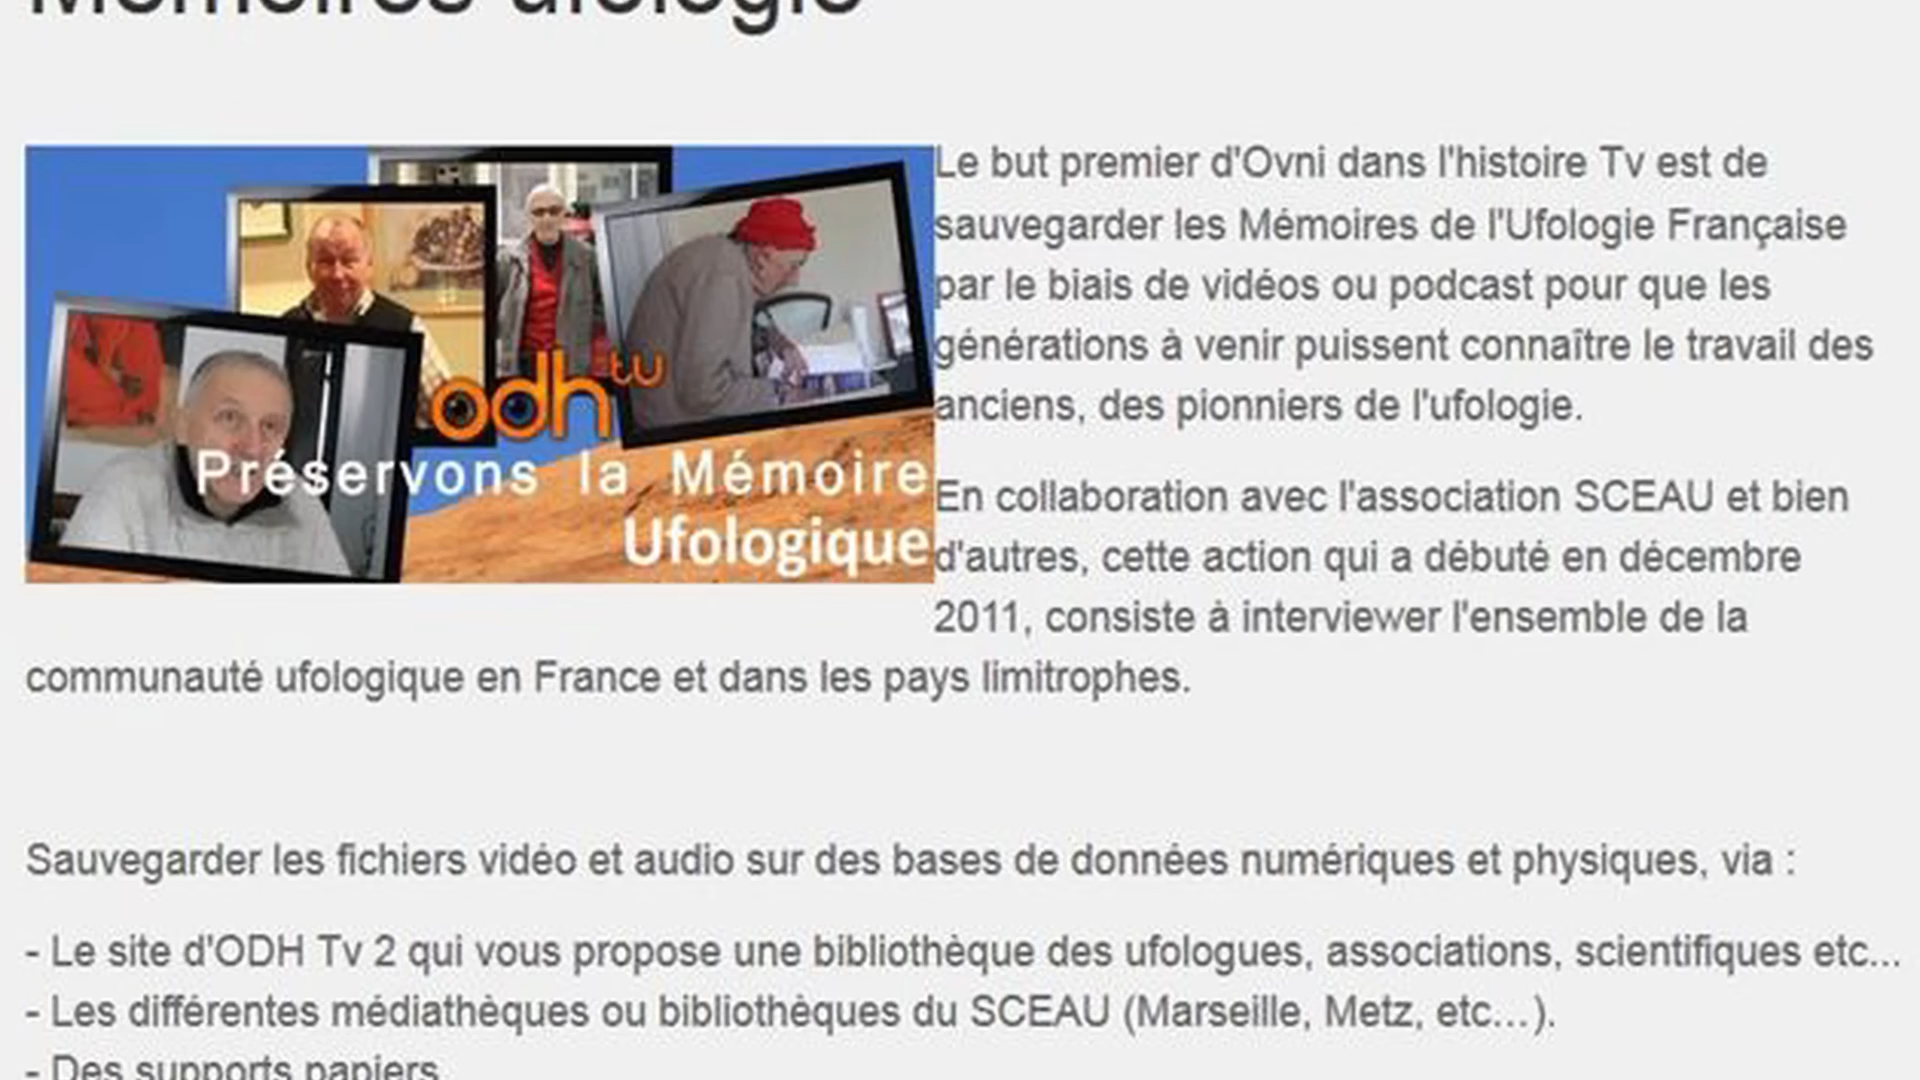 Mémoires ufologie
odh tv
Préservons la Mémoire
Ufologique
Le but premier d'Ovni dans l'histoire Tv est de
sauvegarder les Mémoires de l'Ufologie Française
par le biais de vidéos ou podcast pour que les
générations à venir puissent connaître le travail des
anciens, des pionniers de l'ufologie.
En collaboration avec l'association SCEAU et bien
d'autres, cette action qui a débuté en décembre
2011, consiste à interviewer l'ensemble de la
communauté ufologique en France et dans les pays limitrophes.
Sauvegarder les fichiers vidéo et audio sur des bases de données numériques et physiques, via :
- Le site d'ODH Tv 2 qui vous propose une bibliothèque des ufologues, associations, scientifiques etc...
- Les différentes médiathèques ou bibliothèques du SCEAU (Marseille, Metz, etc...).
- Des supports papiers